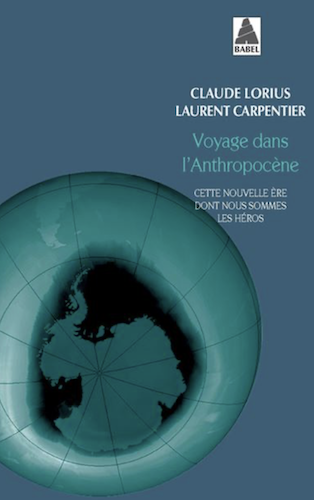 BABEL
CLAUDE LORIUS
LAURENT CARPENTIER
Voyage dans
l'Anthropocène
CETTE NOUVELLE ÈRE
DONT NOUS SOMMES
LES HÉROS